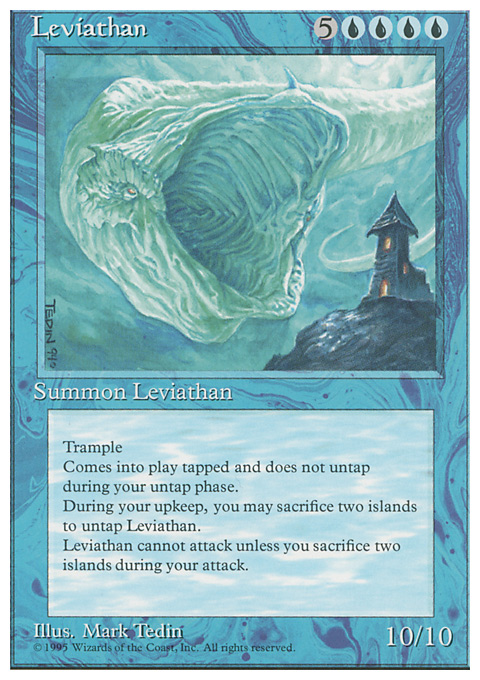 Leviathan 5
TEDIN 94
Summon Leviathan
Trample
Comes into play tapped and does not untap
during your untap phase.
During your upkeep, you may sacrifice two islands
to untap Leviathan.
Leviathan cannot attack unless you sacrifice two
islands during your attack.
Illus. Mark Tedin
10/10
© 1995 Wizards of the Coast, Inc. All rights reserved.